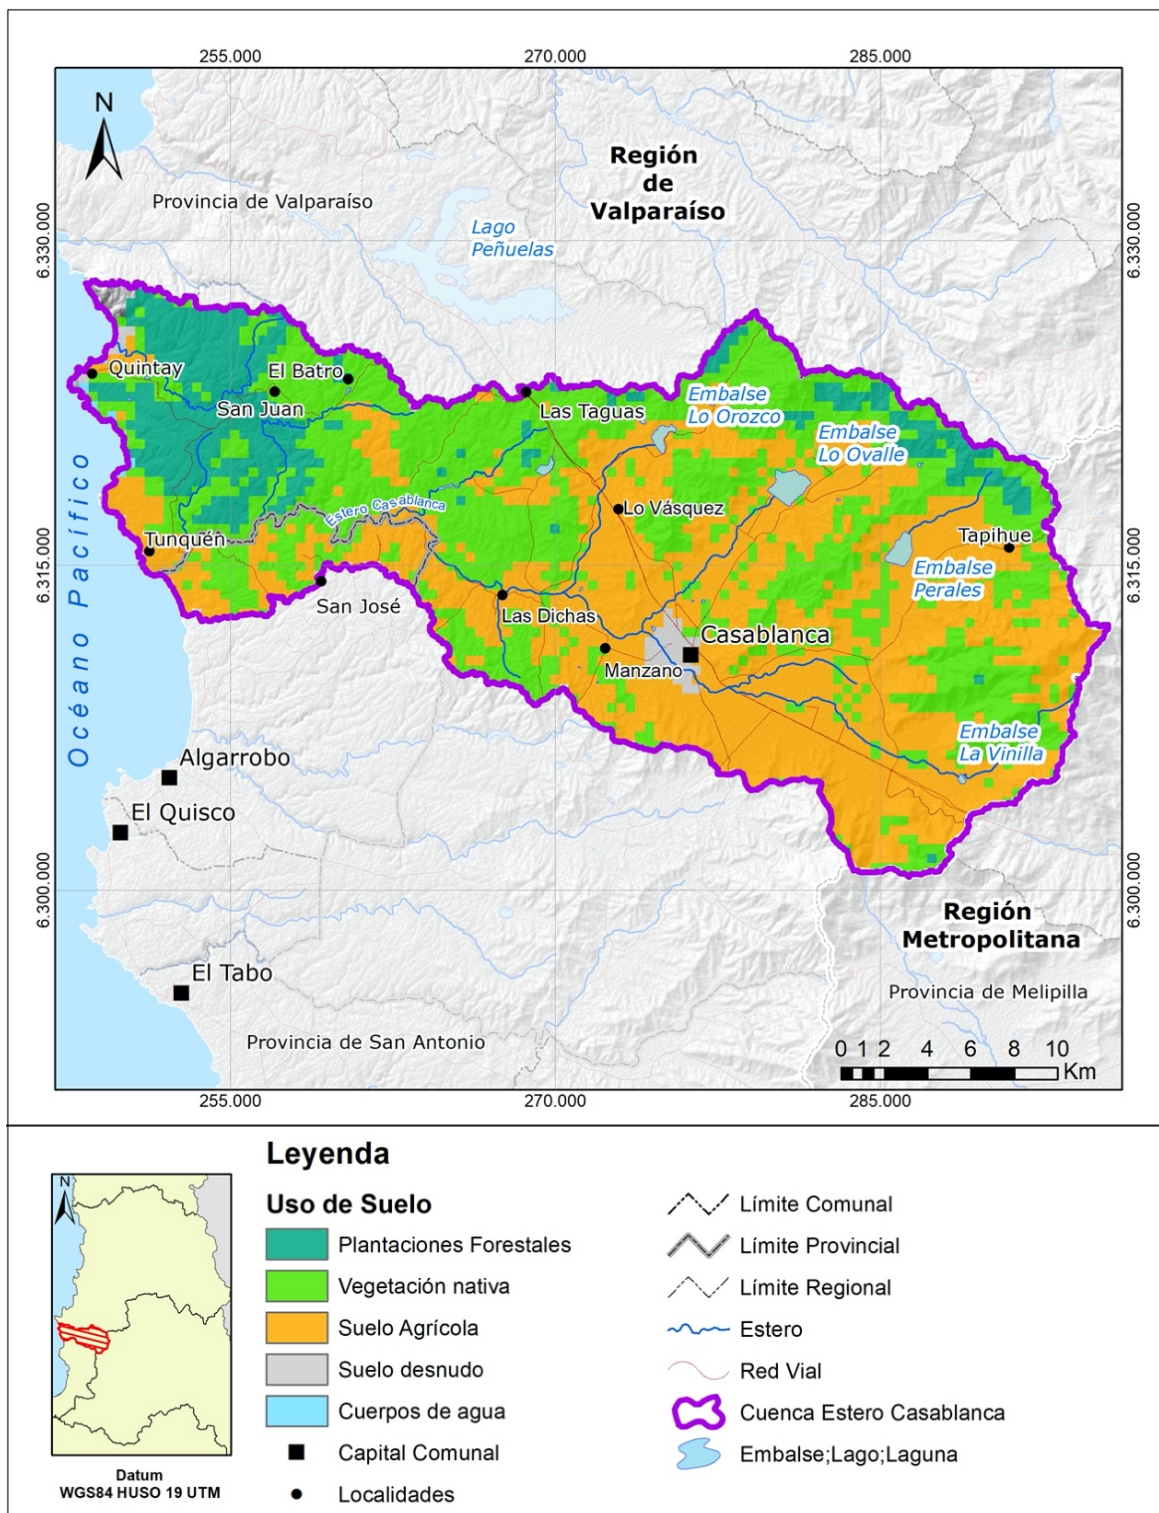 255.000
270.000
285.000
N
Región
de
Valparaíso
Provincia de Valparaíso
6.330.000
6.330.000
Lago
Peñuelas
Quintay
El Batro
San Juan
Las Taguas
Embalse
Lo Orozco
Embalse
Lo Ovalle
Océano Pacífico
Estero Casablanca
Lo Vásquez
Tunquén
Tapihue
6.315.000
6.315.000
Embalse
Perales
San José
Las Dichas
Casablanca
Manzano
Embalse
La Vinilla
Algarrobo
El Quisco
6.300.000
6.300.000
Región
Metropolitana
El Tabo
Provincia de Melipilla
Provincia de San Antonio
0 1 2 4 6 8 10
Km
255.000
270.000
285.000
Leyenda
N
Uso de Suelo
Plantaciones Forestales
Vegetación nativa
Suelo Agrícola
Suelo desnudo
Cuerpos de agua
Capital Comunal
Localidades
Límite Comunal
Límite Provincial
Límite Regional
Estero
Red Vial
Cuenca Estero Casablanca
Embalse;Lago;Laguna
Datum
WGS84 HUSO 19 UTM